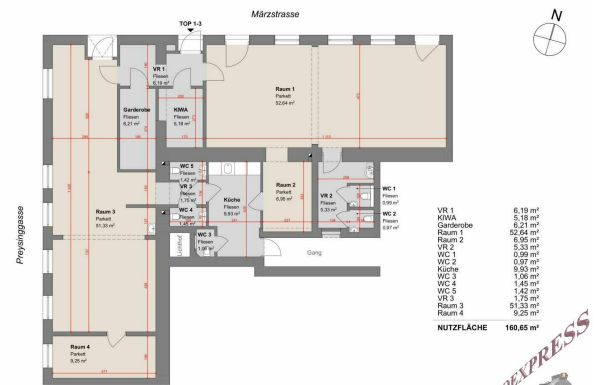 Märzstrasse
N
TOP 1-3
VR 1
Fliesen
6,19 m²
Garderobe
Fliesen
6,21 m²
KIWA
Fliesen
5,18 m²
Raum 1
Parkett
52,64 m²
WC 5
Fliesen
1,42 m²
VR 3
Fliesen
1,75 m²
WC 4
Fliesen
1,45 m²
Küche
Fliesen
9,93 m²
Raum 2
Parkett
6,95 m²
VR 2
Fliesen
5,33 m²
WC 1
Fliesen
0,99 m²
WC 2
Fliesen
0,97 m²
Raum 3
Parkett
51,33 m²
WC 3
Fliesen
1,06 m²
Lichthof
Gang
Preysinggasse
Raum 4
Parkett
9,25 m²
VR 1 6,19 m²
KIWA 5,18 m²
Garderobe 6,21 m²
Raum 1 52,64 m²
Raum 2 6,95 m²
VR 2 5,33 m²
WC 1 0,99 m²
WC 2 0,97 m²
Küche 9,93 m²
WC 3 1,06 m²
WC 4 1,45 m²
WC 5 1,42 m²
VR 3 1,75 m²
Raum 3 51,33 m²
Raum 4 9,25 m²
NUTZFLÄCHE 160,65 m²